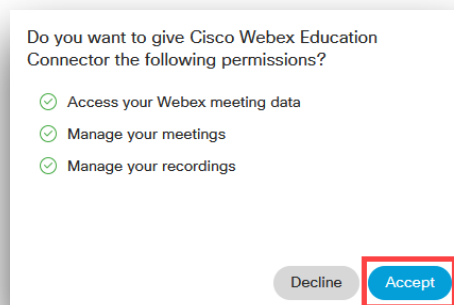 Do you want to give Cisco Webex Education
Connector the following permissions?
Access your Webex meeting data
Manage your meetings
Manage your recordings
Decline Accept